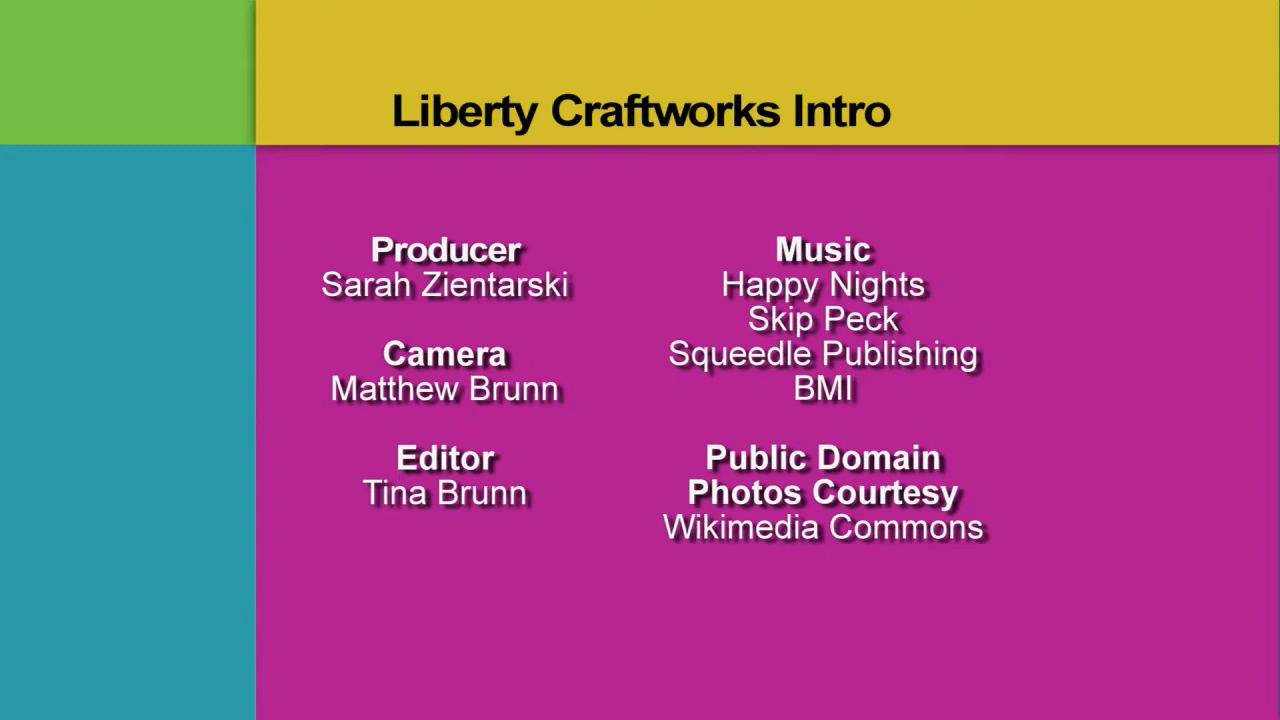 Liberty Craftworks Intro
Producer
Sarah Zientarski
Camera
Matthew Brunn
Editor
Tina Brunn
Music
Happy Nights
Skip Peck
Squeedle Publishing
BMI
Public Domain
Photos Courtesy
Wikimedia Commons